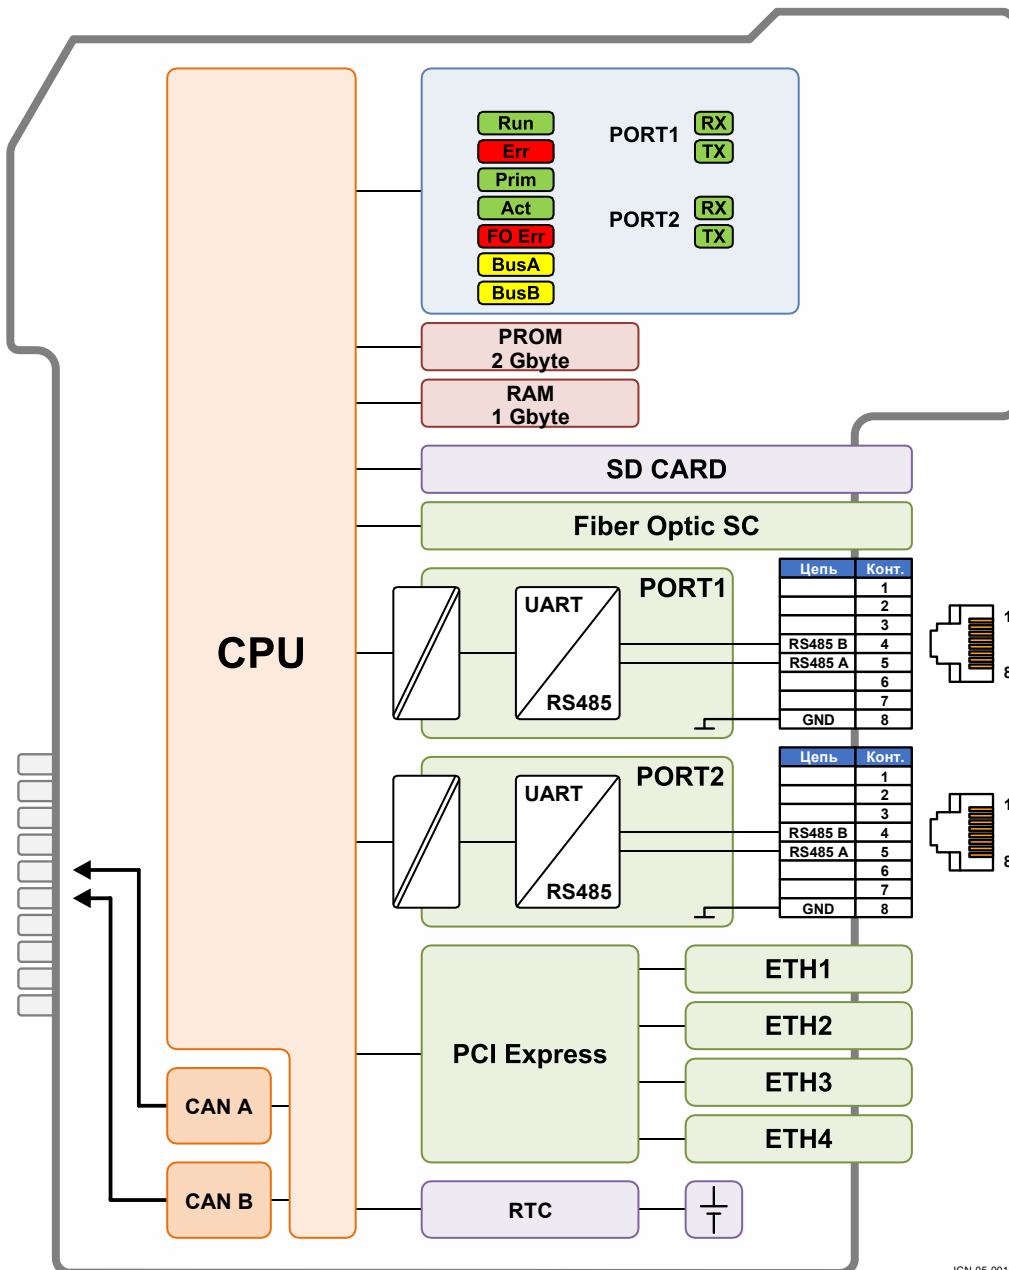 Run
Err
Prim
Act
FO Err
BusA
BusB
PORT1
RX
TX
PORT2
RX
TX
PROM
2 Gbyte
RAM
1 Gbyte
SD CARD
Fiber Optic SC
CPU
PORT1
UART
RS485
Цепь Конт.
1
2
3
RS485 B 4
RS485 A 5
6
7
GND 8
1
8
PORT2
UART
RS485
Цепь Конт.
1
2
3
RS485 B 4
RS485 A 5
6
7
GND 8
1
8
PCI Express
ETH1
ETH2
ETH3
ETH4
CAN A
CAN B
RTC